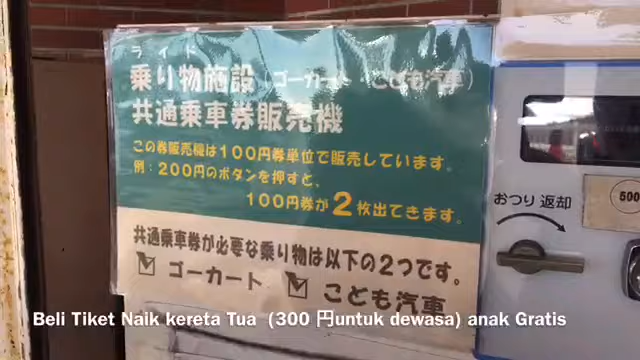 ライド
乗り物施設（ゴーカート・こども汽車）
共通乗車券販売機
この券販売機は100円券単位で販売しています。
例：200円のボタンを押すと、
100円券が2枚出てきます。
共通乗車券が必要な乗り物は以下の2つです。
ゴーカート こども汽車
おつり 返却
500
Beli Tiket Naik kereta Tua (300 円untuk dewasa) anak Gratis